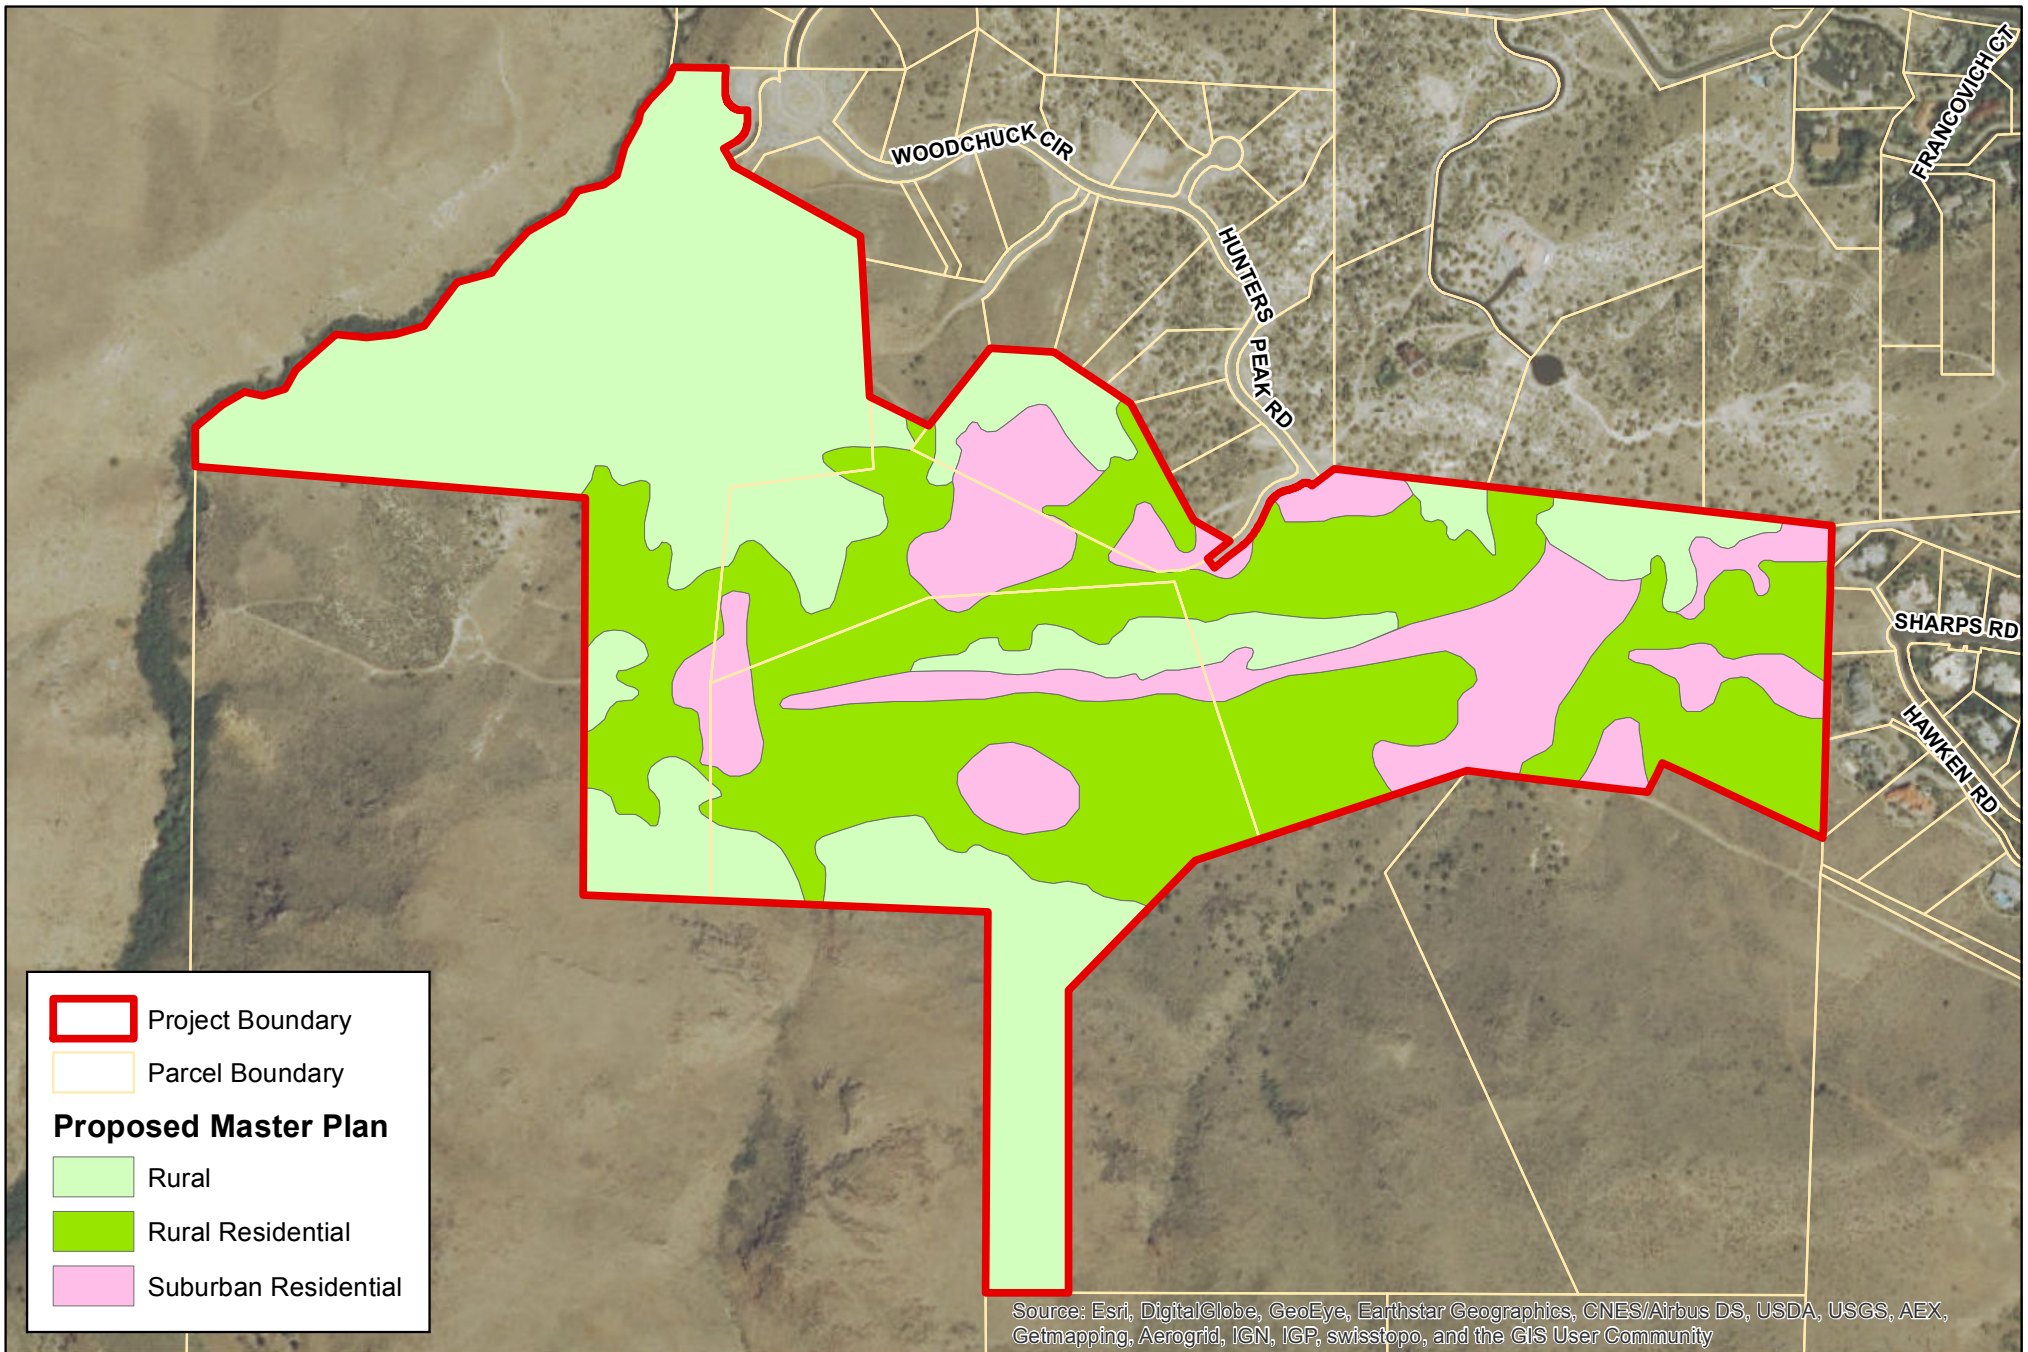 WOODCHUCK CIR
FRANCOVICH CT
HUNTERS PEAK RD
SHARPS RD
HAWKEN RD
Project Boundary
Parcel Boundary
Proposed Master Plan
Rural
Rural Residential
Suburban Residential
Source: Esri, DigitalGlobe, GeoEye, Earthstar Geographics, CNES/Airbus DS, USDA, USGS, AEX,
Getmapping, Aerogrid, IGN, IGP, swisstopo, and the GIS User Community